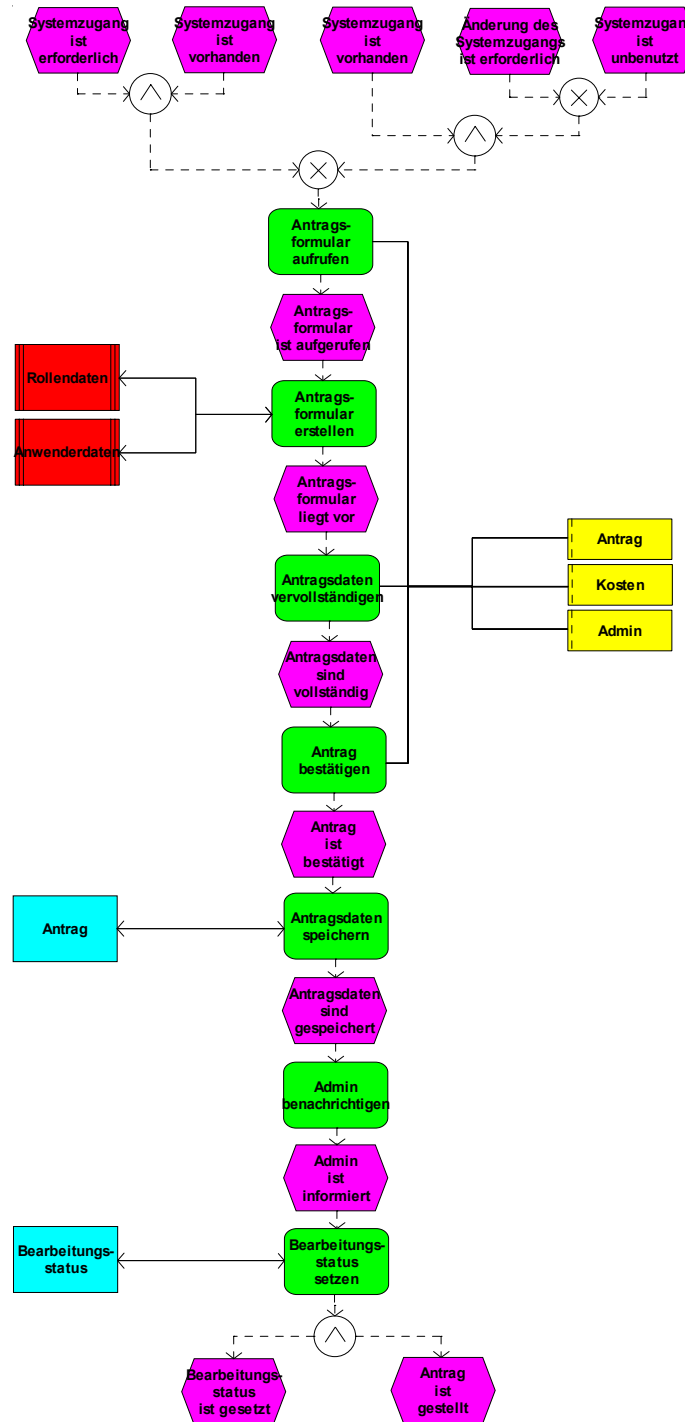 Systemzugang
ist
erforderlich
Systemzugang
ist
vorhanden
Systemzugang
ist
vorhanden
Änderung des
Systemzugangs
ist erforderlich
Systemzugang
ist
unbenutzt
Antrags-
formular
aufrufen
Antrags-
formular
ist aufgerufen
Rollendaten
Anwenderdaten
Antrags-
formular
erstellen
Antrags-
formular
liegt vor
Antragsdaten
vervollständigen
Antrag
Kosten
Admin
Antragsdaten
sind
vollständig
Antrag
bestätigen
Antrag
ist
bestätigt
Antrag
Antragsdaten
speichern
Antragsdaten
sind
gespeichert
Admin
benachrichtigen
Admin
ist
informiert
Bearbeitungs-
status
Bearbeitungs-
status
setzen
Bearbeitungs-
status
ist gesetzt
Antrag
ist
gestellt